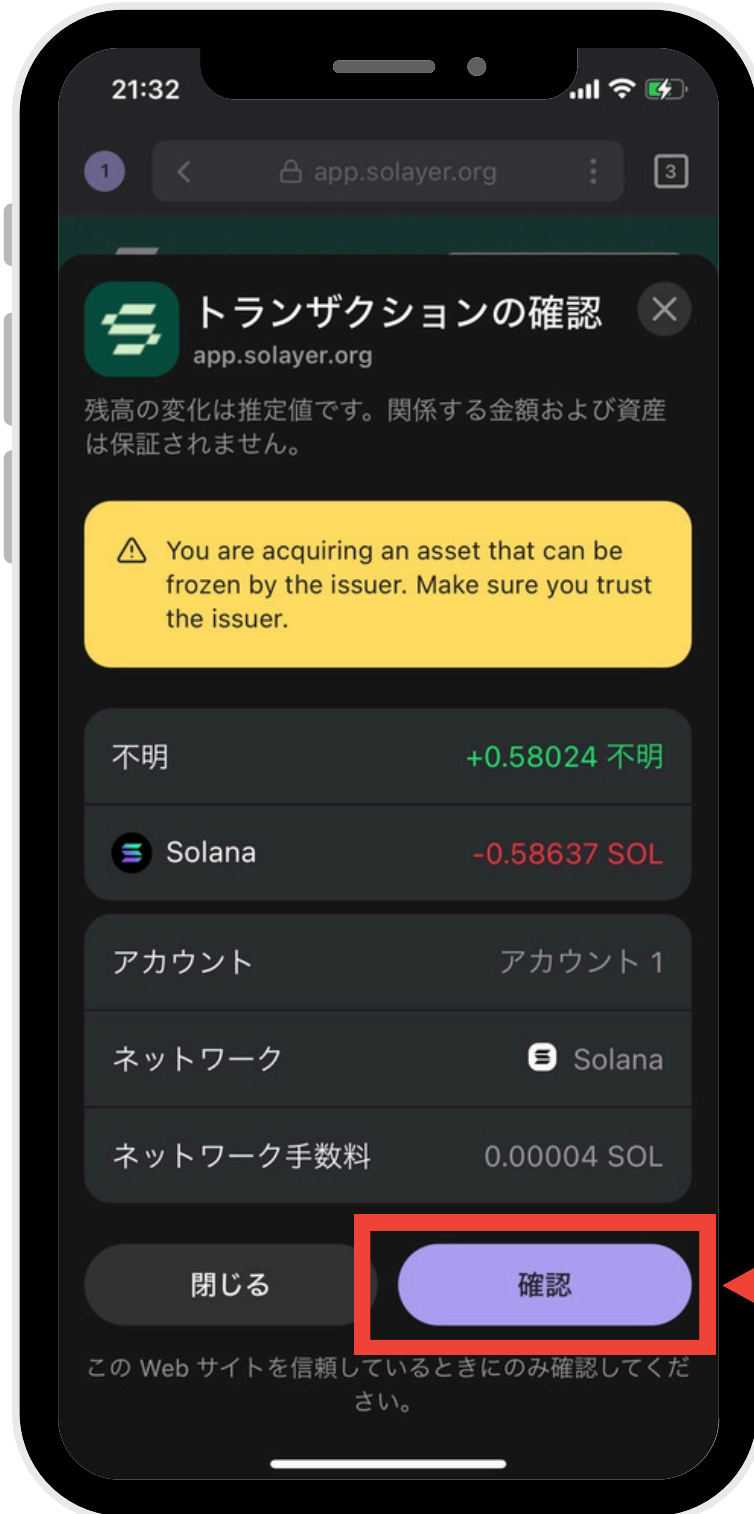 21:32
1
app.solayer.org
3
トランザクションの確認
app.solayer.org
残高の変化は推定値です。関係する金額および資産
は保証されません。
You are acquiring an asset that can be
frozen by the issuer. Make sure you trust
the issuer.
不明 +0.58024 不明
Solana -0.58637 SOL
アカウント アカウント 1
ネットワーク Solana
ネットワーク手数料 0.00004 SOL
閉じる 確認
この Web サイトを信頼しているときにのみ確認してくだ
さい。